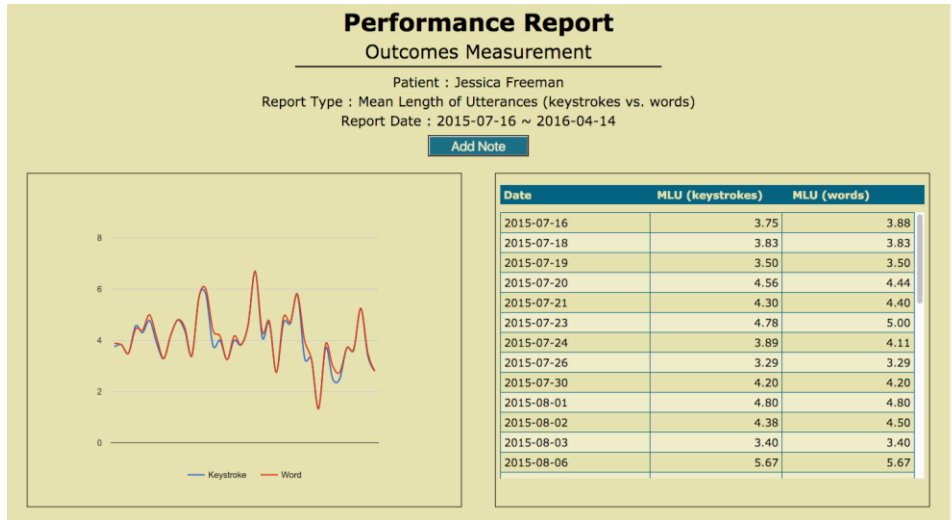 Performance Report
Outcomes Measurement
Patient : Jessica Freeman
Report Type : Mean Length of Utterances (keystrokes vs. words)
Report Date : 2015-07-16 ~ 2016-04-14
Add Note
8
6
4
2
0
Keystroke Word
Date MLU (keystrokes) MLU (words)
2015-07-16 3.75 3.88
2015-07-18 3.83 3.83
2015-07-19 3.50 3.50
2015-07-20 4.56 4.44
2015-07-21 4.30 4.40
2015-07-23 4.78 5.00
2015-07-24 3.89 4.11
2015-07-26 3.29 3.29
2015-07-30 4.20 4.20
2015-08-01 4.80 4.80
2015-08-02 4.38 4.50
2015-08-03 3.40 3.40
2015-08-06 5.67 5.67